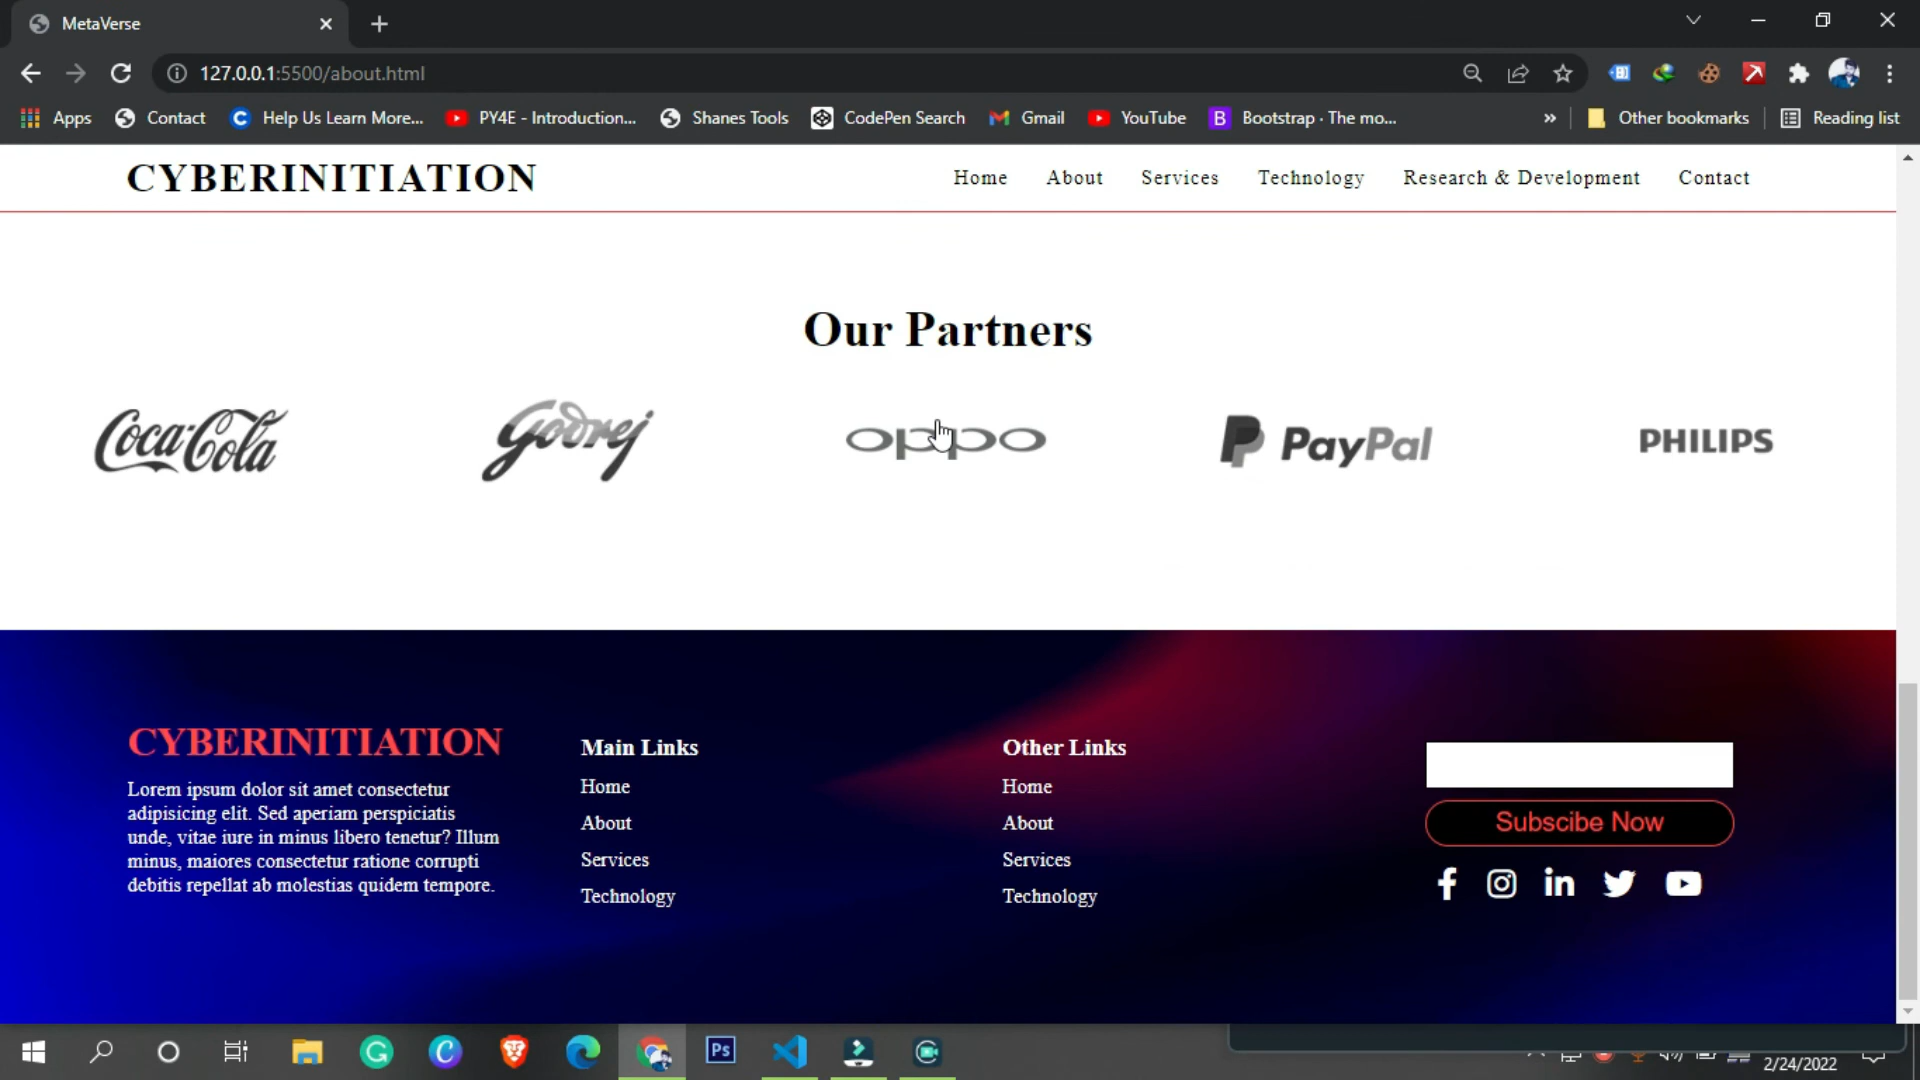 MetaVerse
127.0.0.1:5500/about.html
Apps
Contact
Help Us Learn More...
PY4E - Introduction...
Shanes Tools
CodePen Search
Gmail
YouTube
Bootstrap · The mo...
»
Other bookmarks
Reading list
CYBERINITIATION
Home
About
Services
Technology
Research & Development
Contact
Our Partners
Coca-Cola
Godrej
oppo
PayPal
PHILIPS
CYBERINITIATION
Lorem ipsum dolor sit amet consectetur
adipisicing elit. Sed aperiam perspiciatis
unde, vitae iure in minus libero tenetur? Illum
minus, maiores consectetur ratione corrupti
debitis repellat ab molestias quidem tempore.
Main Links
Home
About
Services
Technology
Other Links
Home
About
Services
Technology
Subscibe Now
Ps
2/24/2022